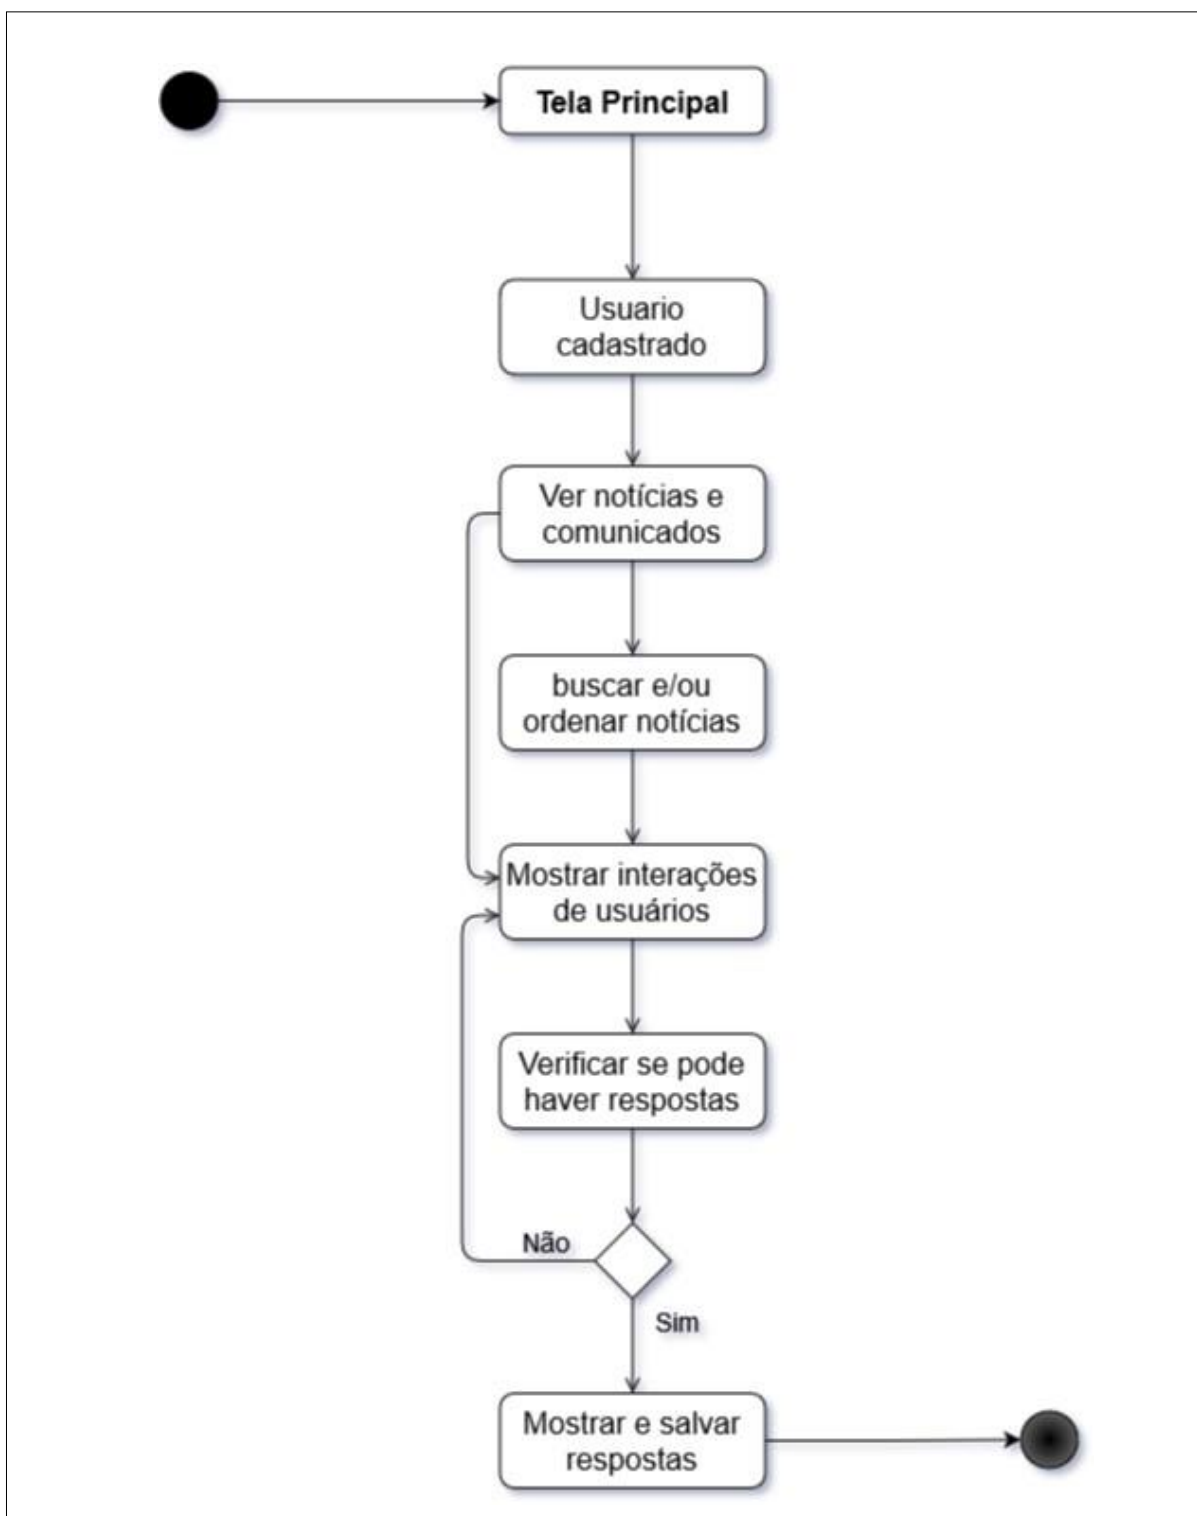 Tela Principal
Usuario
cadastrado
Ver notícias e
comunicados
buscar e/ou
ordenar notícias
Mostrar interações
de usuários
Verificar se pode
haver respostas
Não
Sim
Mostrar e salvar
respostas